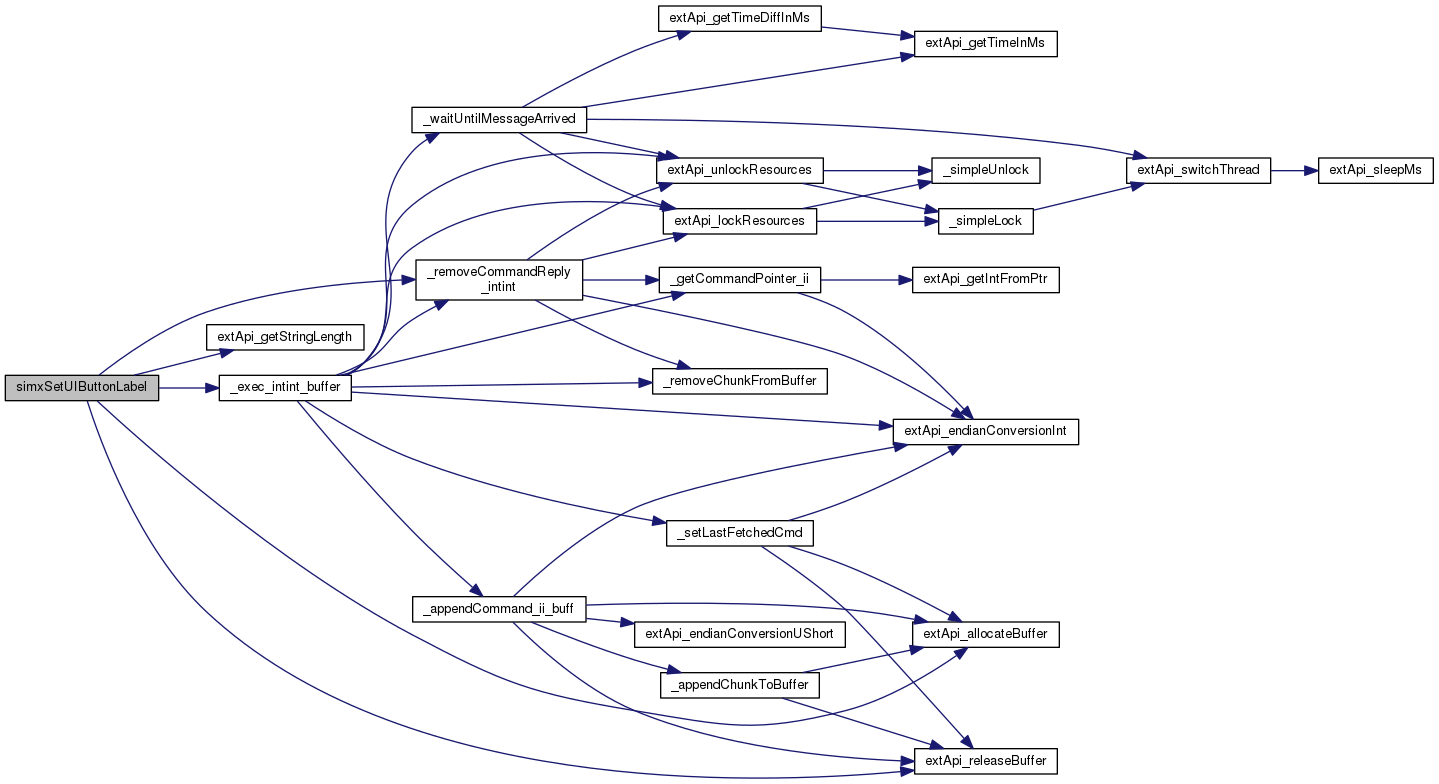 extApi_getTimeDiffInMs
extApi_getTimeInMs
_waitUntilMessageArrived
extApi_unlockResources
_simpleUnlock
extApi_switchThread
extApi_sleepMs
extApi_lockResources
_simpleLock
_removeCommandReply
_intint
_getCommandPointer_ii
extApi_getIntFromPtr
extApi_getStringLength
simxSetUIButtonLabel
_exec_intint_buffer
_removeChunkFromBuffer
extApi_endianConversionInt
_setLastFetchedCmd
_appendCommand_ii_buff
extApi_endianConversionUShort
extApi_allocateBuffer
_appendChunkToBuffer
extApi_releaseBuffer